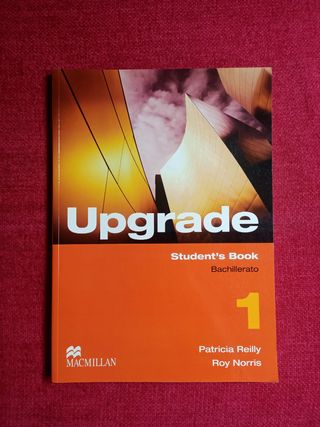 Upgrade
Student's Book
Bachillerato
1
Patricia Reilly
Roy Norris
MACMILLAN